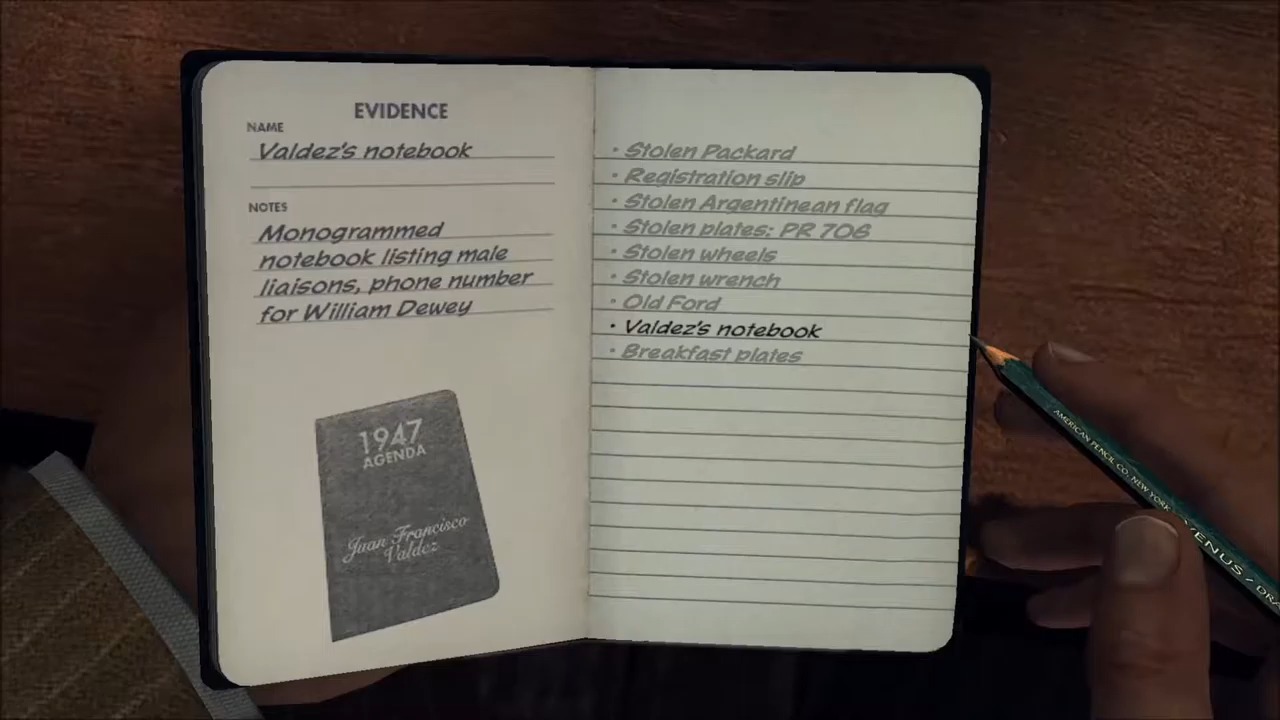 EVIDENCE
NAME
Valdez's notebook
NOTES
Monogrammed
notebook listing male
liaisons, phone number
for William Dewey
1947
AGENDA
Juan Francisco
Valdez
• Stolen Packard
• Registration slip
• Stolen Argentinean flag
• Stolen plates: PR 706
• Stolen wheels
• Stolen wrench
• Old Ford
• Valdez's notebook
• Breakfast plates
AMERICAN PENCIL CO. NEW YORK
VENUS / DRA